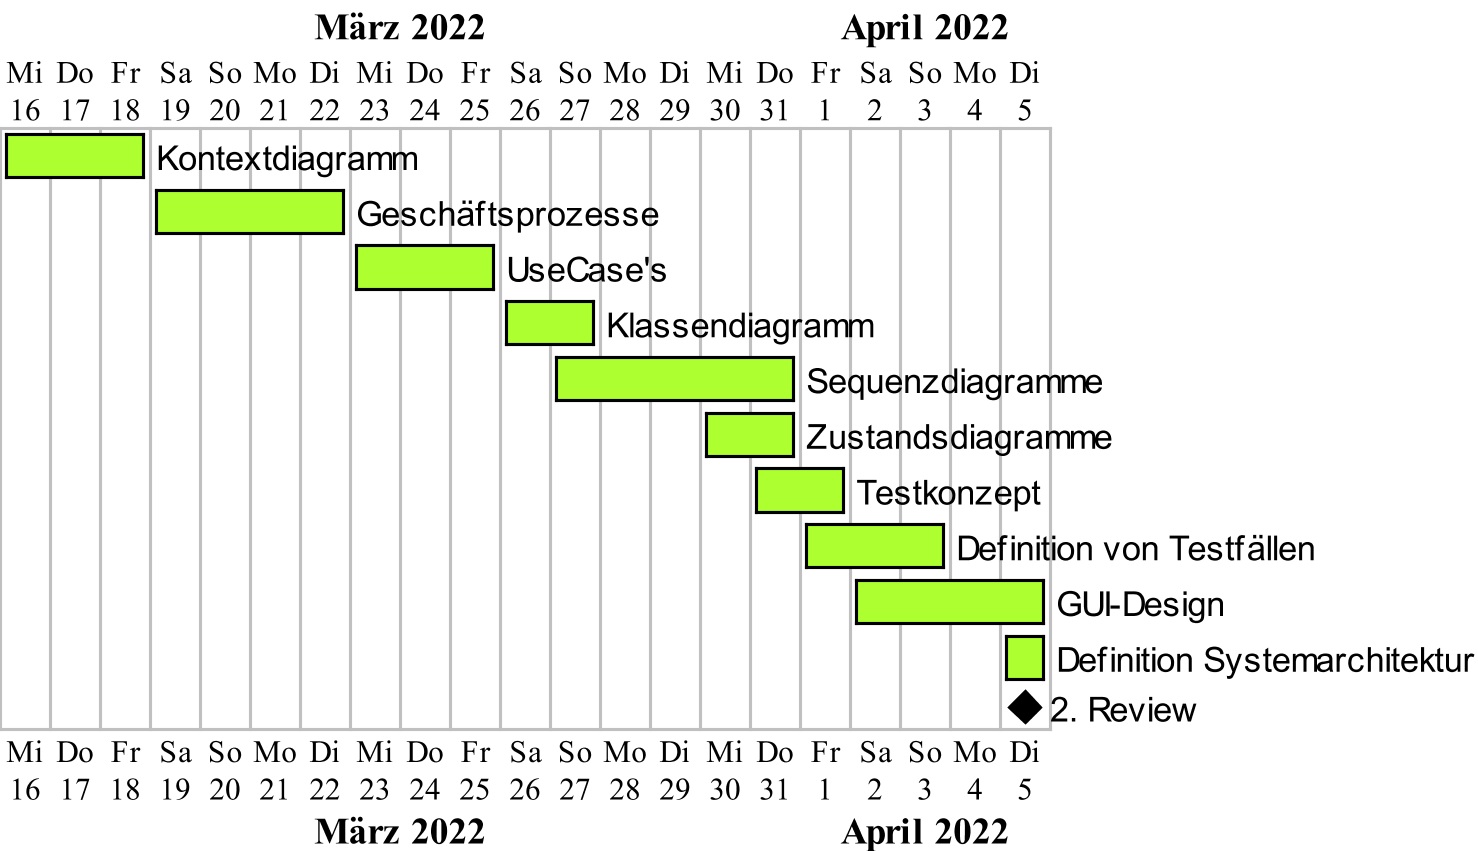 März 2022 April 2022
Mi Do Fr Sa So Mo Di Mi Do Fr Sa So Mo Di Mi Do Fr Sa So Mo Di
16 17 18 19 20 21 22 23 24 25 26 27 28 29 30 31 1 2 3 4 5
Kontextdiagramm
Geschäftsprozesse
UseCase's
Klassendiagramm
Sequenzdiagramme
Zustandsdiagramme
Testkonzept
Definition von Testfällen
GUI-Design
Definition Systemarchitektur
2. Review
Mi Do Fr Sa So Mo Di Mi Do Fr Sa So Mo Di Mi Do Fr Sa So Mo Di
16 17 18 19 20 21 22 23 24 25 26 27 28 29 30 31 1 2 3 4 5
März 2022 April 2022